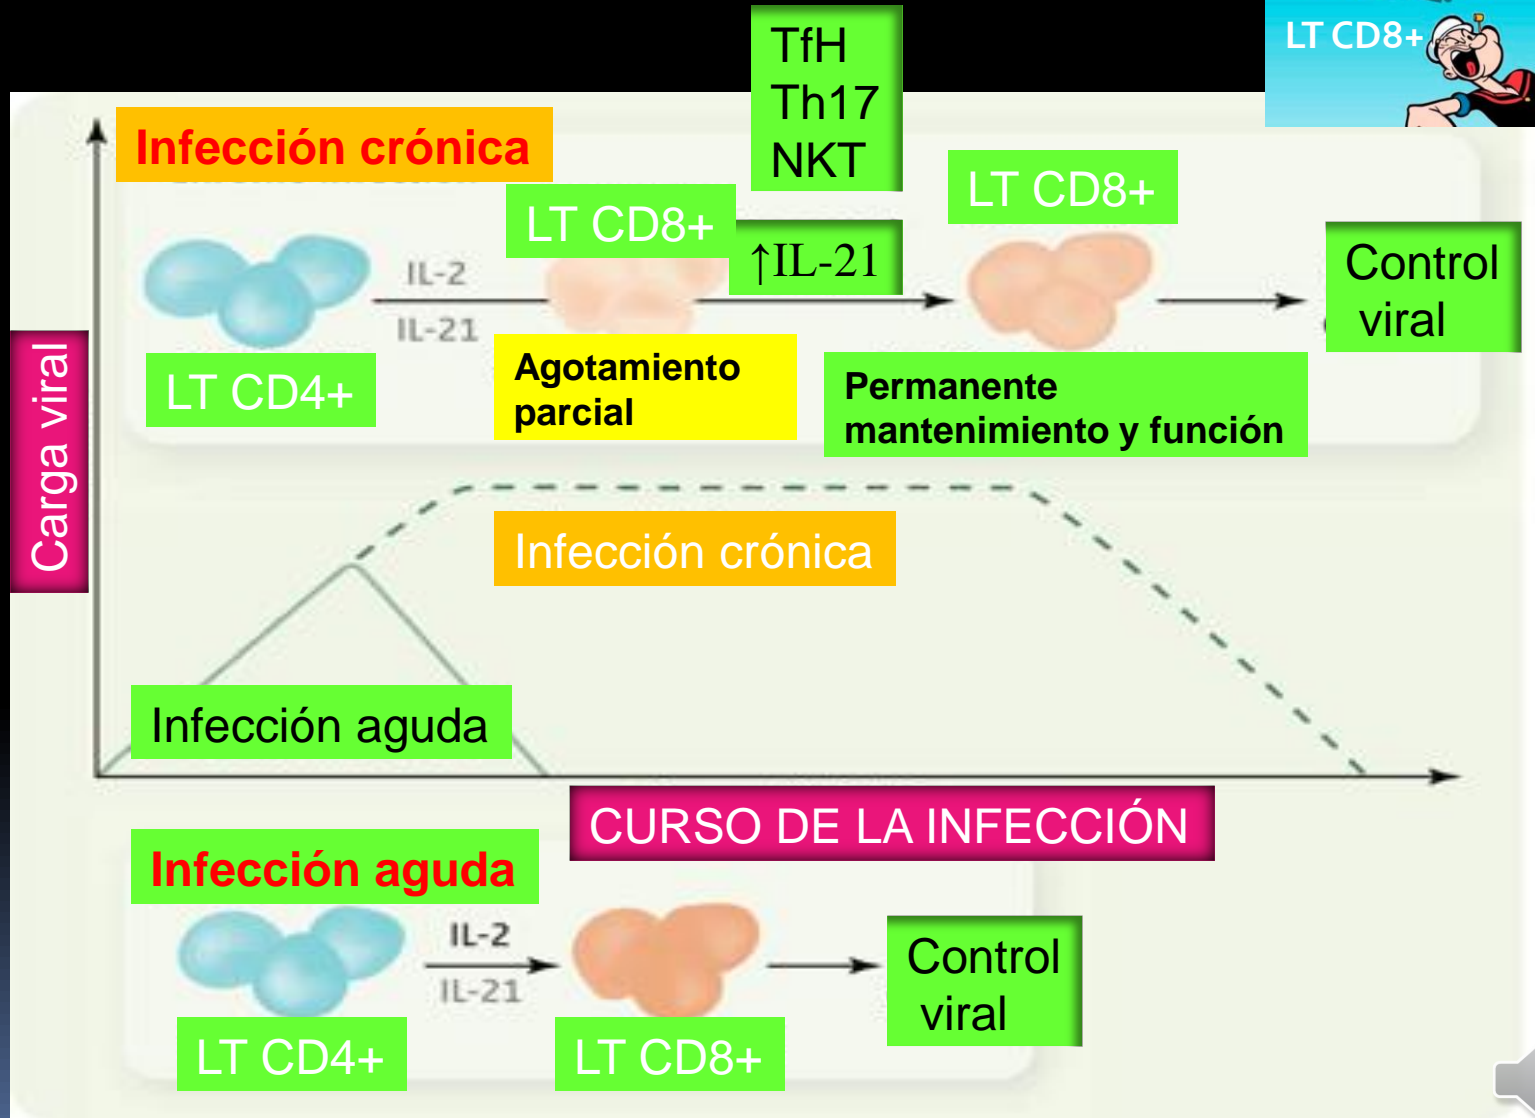 LT CD8+
TfH
Th17
NKT
Infección crónica
LT CD8+
LT CD8+
↑IL-21
IL-2
IL-21
Control
viral
LT CD4+
Agotamiento
parcial
Permanente
mantenimiento y función
Carga viral
Infección crónica
Infección aguda
CURSO DE LA INFECCIÓN
Infección aguda
IL-2
IL-21
Control
viral
LT CD4+
LT CD8+